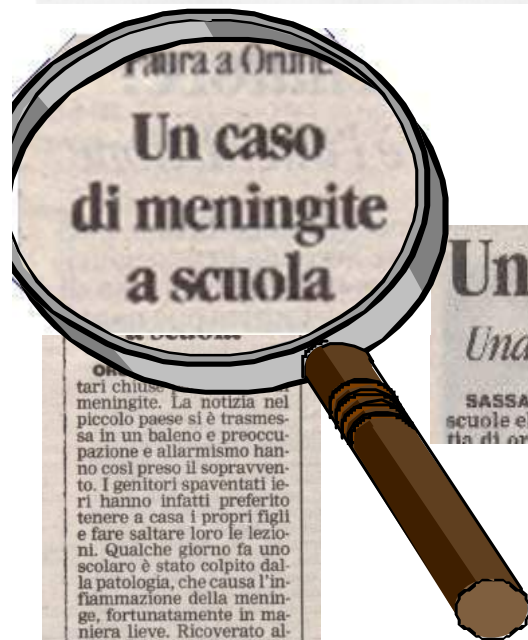 Paura a Orune
Un caso
di meningite
a scuola
a scuola
tari chiuse
meningite. La notizia nel
piccolo paese si è trasmes-
sa in un baleno e preoccu-
pazione e allarmismo han-
no così preso il sopravven-
to. I genitori spaventati ie-
ri hanno infatti preferito
tenere a casa i propri figli
e fare saltare loro le lezio-
ni. Qualche giorno fa uno
scolaro è stato colpito dal-
la patologia, che causa l'in-
fiammazione della menin-
ge, fortunatamente in ma-
niera lieve. Ricoverato al-
Un
Una
SASSA
scuole el
tia di or